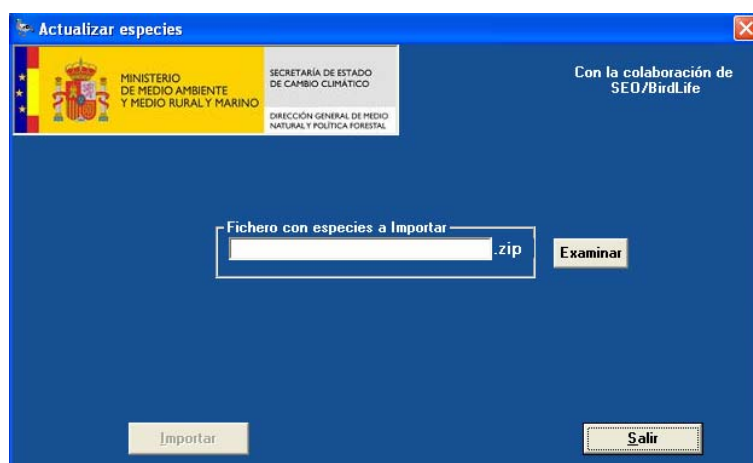 Actualizar especies
MINISTERIO
DE MEDIO AMBIENTE
Y MEDIO RURAL Y MARINO
SECRETARÍA DE ESTADO
DE CAMBIO CLIMÁTICO
DIRECCIÓN GENERAL DE MEDIO
NATURAL Y POLÍTICA FORESTAL
Con la colaboración de
SEO/BirdLife
Fichero con especies a Importar
.zip
Examinar
Importar
Salir